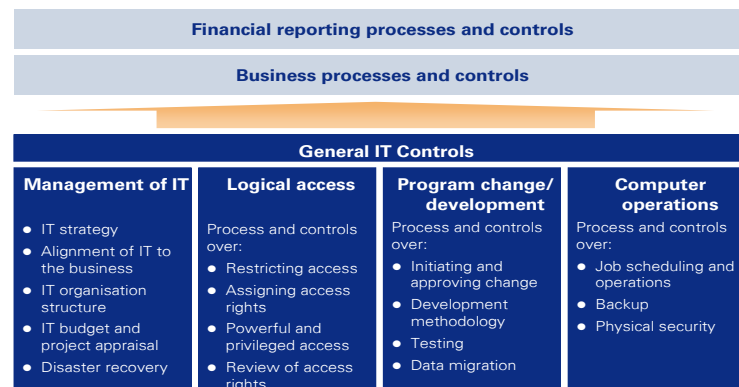 Financial reporting processes and controls
Business processes and controls
General IT Controls
Management of IT
● IT strategy
● Alignment of IT to
the business
● IT organisation
structure
● IT budget and
project appraisal
● Disaster recovery
Logical access
Process and controls
over:
● Restricting access
● Assigning access
rights
● Powerful and
privileged access
● Review of access
rights
Program change/
development
Process and controls
over:
● Initiating and
approving change
● Development
methodology
● Testing
● Data migration
Computer
operations
Process and controls
over:
● Job scheduling and
operations
● Backup
● Physical security